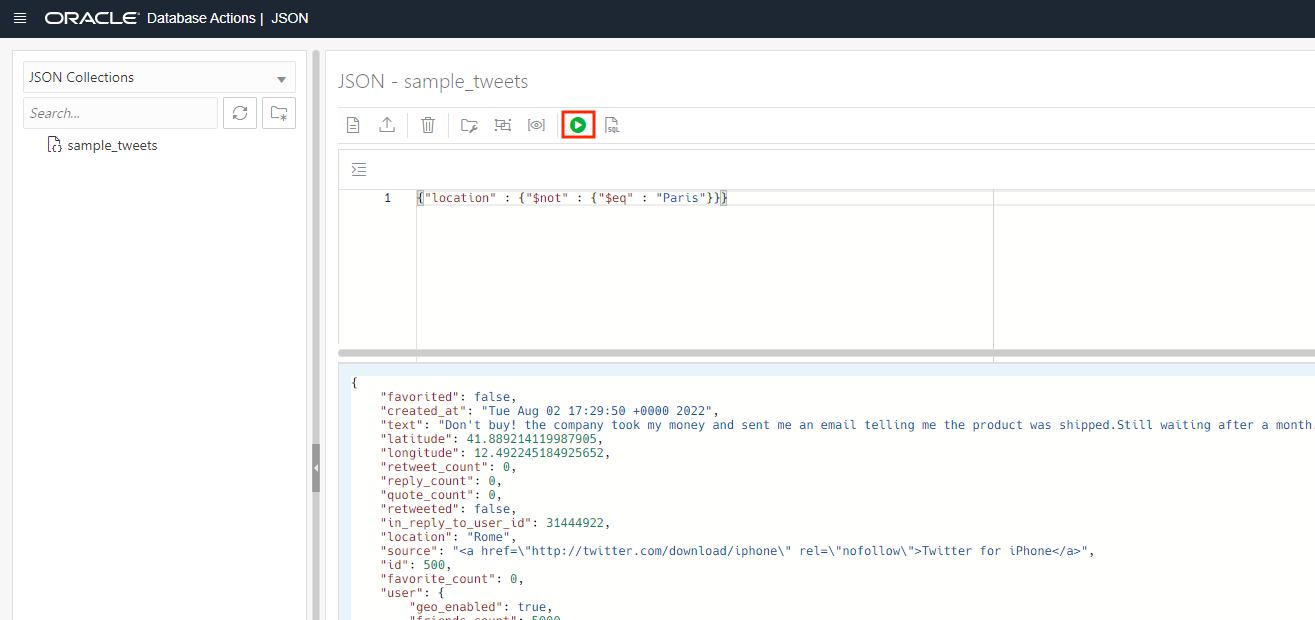 ORACLE Database Actions | JSON
JSON Collections
Search...
sample_tweets
JSON - sample_tweets
SQL
1 {"location" : {"$not" : {"$eq" : "Paris"}}}
{
"favorited": false,
"created_at": "Tue Aug 02 17:29:50 +0000 2022",
"text": "Don't buy! the company took my money and sent me an email telling me the product was shipped.Still waiting after a month.
"latitude": 41.889214119987905,
"longitude": 12.492245184925652,
"retweet_count": 0,
"reply_count": 0,
"quote_count": 0,
"retweeted": false,
"in_reply_to_user_id": 31444922,
"location": "Rome",
"source": "<a href=\"http://twitter.com/download/iphone\" rel=\"nofollow\">Twitter for iPhone</a>",
"id": 500,
"favorite_count": 0,
"user": {
"geo_enabled": true,
"friends_count": 5000,